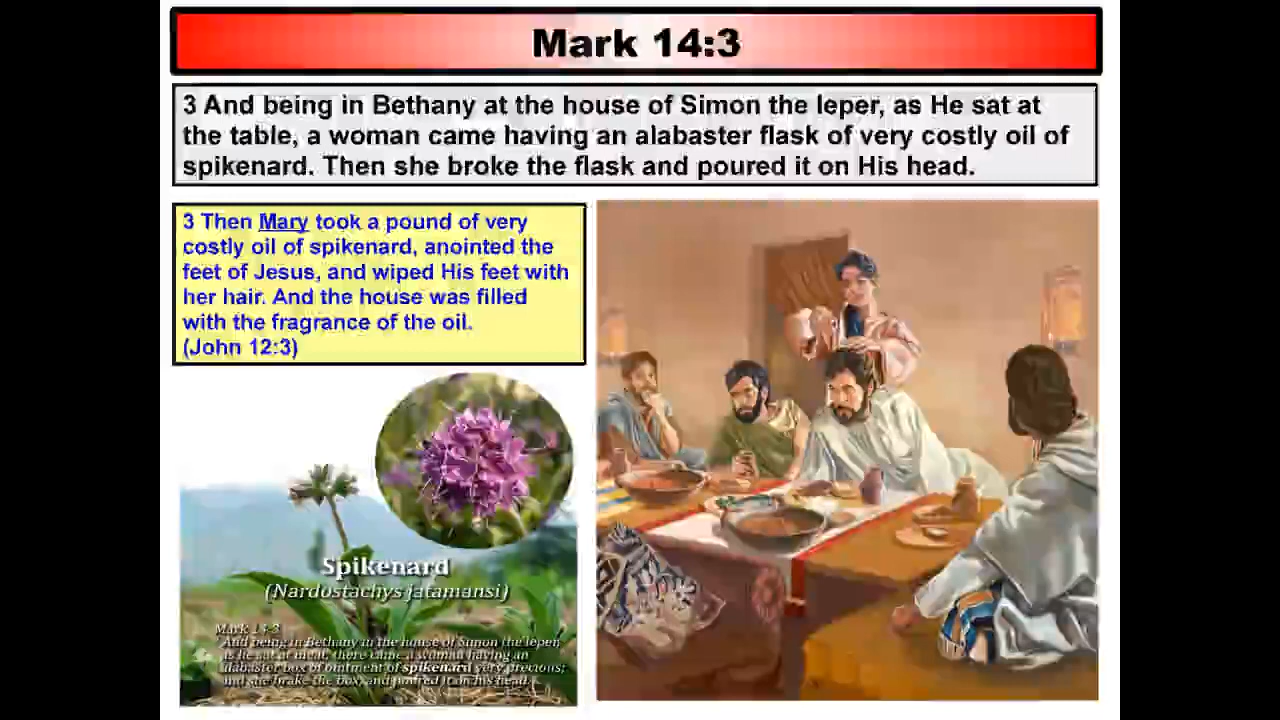 Mark 14:3
3 And being in Bethany at the house of Simon the leper, as He sat at
the table, a woman came having an alabaster flask of very costly oil of
spikenard. Then she broke the flask and poured it on His head.
3 Then Mary took a pound of very
costly oil of spikenard, anointed the
feet of Jesus, and wiped His feet with
her hair. And the house was filled
with the fragrance of the oil.
(John 12:3)
Spikenard
(Nardostachys jatamansi)
Mark 14:3
And being in Bethany in the house of Simon the leper,
as he sat at meat, there came a woman having an
alabaster box of ointment of spikenard very precious;
and she brake the box, and poured it on his head.